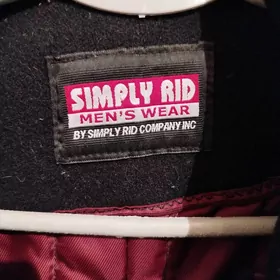 SIMPLY RID
MEN'S WEAR
BY SIMPLY RID COMPANY INC